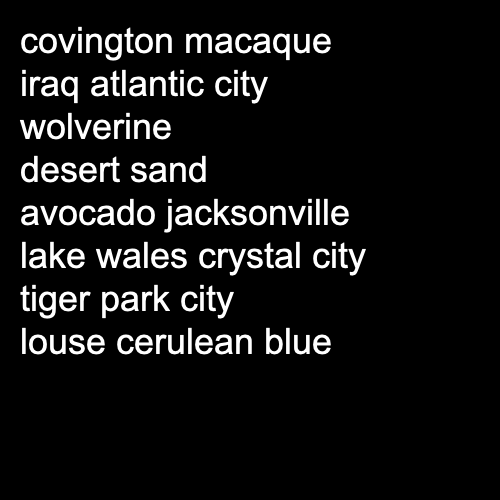 covington macaque
iraq atlantic city
wolverine
desert sand
avocado jacksonville
lake wales crystal city
tiger park city
louse cerulean blue